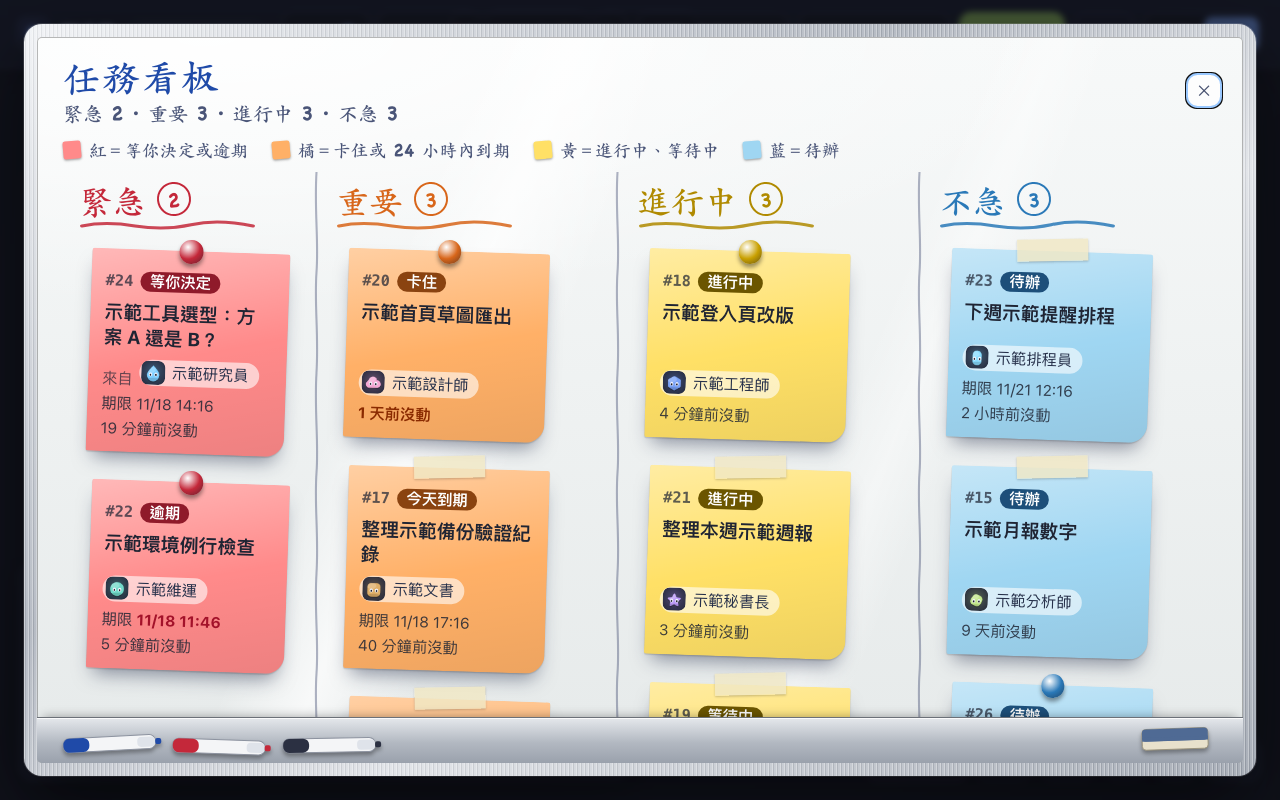 任務看板
緊急 2 · 重要 3 · 進行中 3 · 不急 3
紅=等你決定或逾期
橘=卡住或 24 小時內到期
黃=進行中、等待中
藍=待辦
緊急 2
#24 等你決定
示範工具選型：方
案 A 還是 B？
來自 示範研究員
期限 11/18 14:16
19 分鐘前沒動
#22 逾期
示範環境例行檢查
示範維運
期限 11/18 11:46
5 分鐘前沒動
重要 3
#20 卡住
示範首頁草圖匯出
示範設計師
1 天前沒動
#17 今天到期
整理示範備份驗證紀
錄
示範文書
期限 11/18 17:16
40 分鐘前沒動
進行中 3
#18 進行中
示範登入頁改版
示範工程師
4 分鐘前沒動
#21 進行中
整理本週示範週報
示範秘書長
3 分鐘前沒動
#19 等待中
不急 3
#23 待辦
下週示範提醒排程
示範排程員
期限 11/21 12:16
2 小時前沒動
#15 待辦
示範月報數字
示範分析師
9 天前沒動
#26 待辦